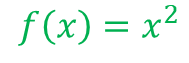 f(x) = x²